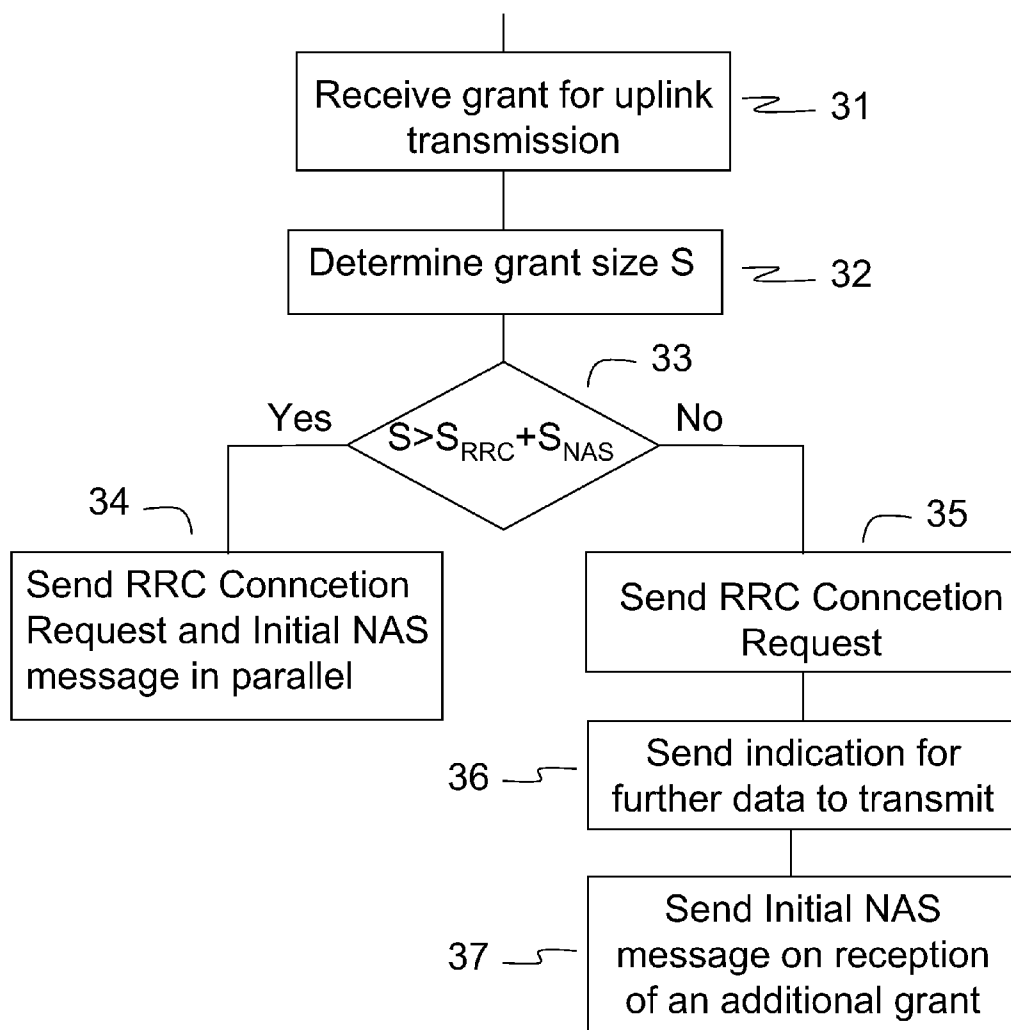 Receive grant for uplink
transmission
31
Determine grant size S
32
33
Yes
S>S_RRC+S_NAS
No
34
35
Send RRC Conncetion
Request and Initial NAS
message in parallel
Send RRC Conncetion
Request
36
Send indication for
further data to transmit
37
Send Initial NAS
message on reception
of an additional grant